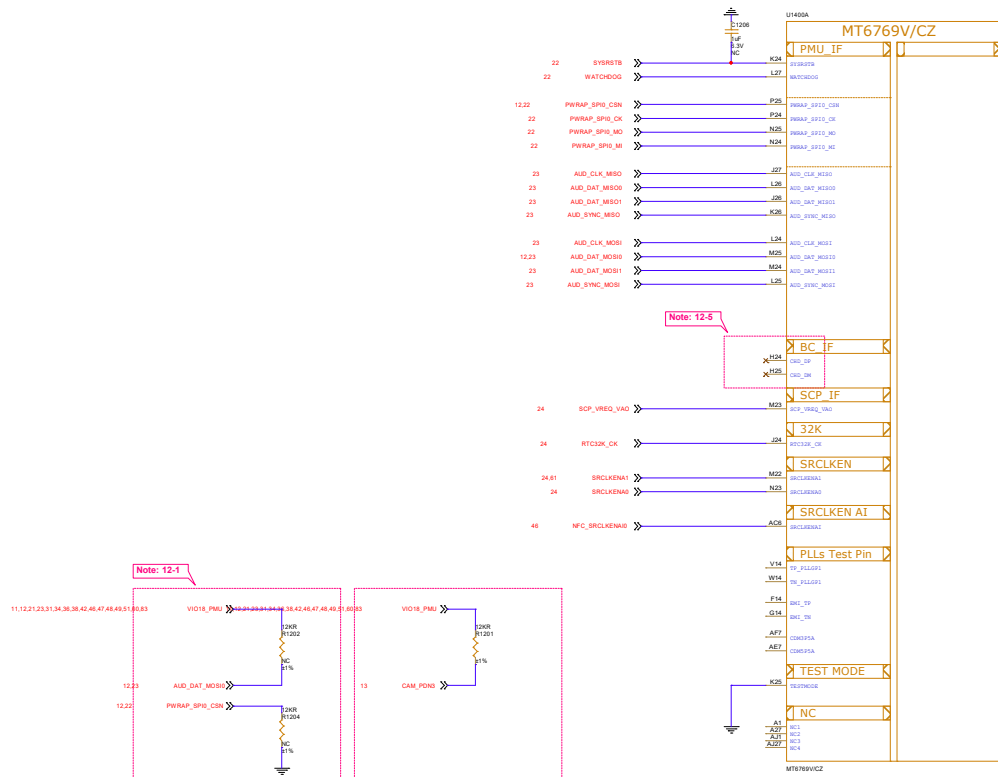 U1400A
MT6769V/CZ
C1206
1uF
6.3V
NC
PMU_IF
22 SYSRSTB K24 SYSRSTB
22 WATCHDOG L27 WATCHDOG
12,22 PWRAP_SPI0_CSN P25 PWRAP_SPI0_CSN
22 PWRAP_SPI0_CK P24 PWRAP_SPI0_CK
22 PWRAP_SPI0_MO N25 PWRAP_SPI0_MO
22 PWRAP_SPI0_MI N24 PWRAP_SPI0_MI
23 AUD_CLK_MISO J27 AUD_CLK_MISO
23 AUD_DAT_MISO0 L26 AUD_DAT_MISO0
23 AUD_DAT_MISO1 J26 AUD_DAT_MISO1
23 AUD_SYNC_MISO K26 AUD_SYNC_MISO
23 AUD_CLK_MOSI L24 AUD_CLK_MOSI
12,23 AUD_DAT_MOSI0 M25 AUD_DAT_MOSI0
23 AUD_DAT_MOSI1 M24 AUD_DAT_MOSI1
23 AUD_SYNC_MOSI L25 AUD_SYNC_MOSI
Note: 12-5
BC_IF
H24 CHD_DP
H25 CHD_DM
SCP_IF
24 SCP_VREQ_VAO M23 SCP_VREQ_VAO
32K
24 RTC32K_CK J24 RTC32K_CK
SRCLKEN
24,61 SRCLKENA1 M22 SRCLKENA1
24 SRCLKENA0 N23 SRCLKENA0
SRCLKEN AI
46 NFC_SRCLKENAI0 AC6 SRCLKENAI
PLLs Test Pin
V14 TP_PLLGP1
W14 TN_PLLGP1
F14 EMI_TP
G14 EMI_TN
AF7 CDM3P5A
AE7 CDM5P5A
TEST MODE
K25 TESTMODE
NC
A1 NC1
A27 NC2
AJ1 NC3
AJ27 NC4
MT6769V/CZ
Note: 12-1
11,12,21,23,31,34,36,38,42,46,47,48,49,51,60,83 VIO18_PMU
12KR
R1202
NC
±1%
12,23 AUD_DAT_MOSI0
12,22 PWRAP_SPI0_CSN
12KR
R1204
NC
±1%
VIO18_PMU
12KR
R1201
±1%
13 CAM_PDN3